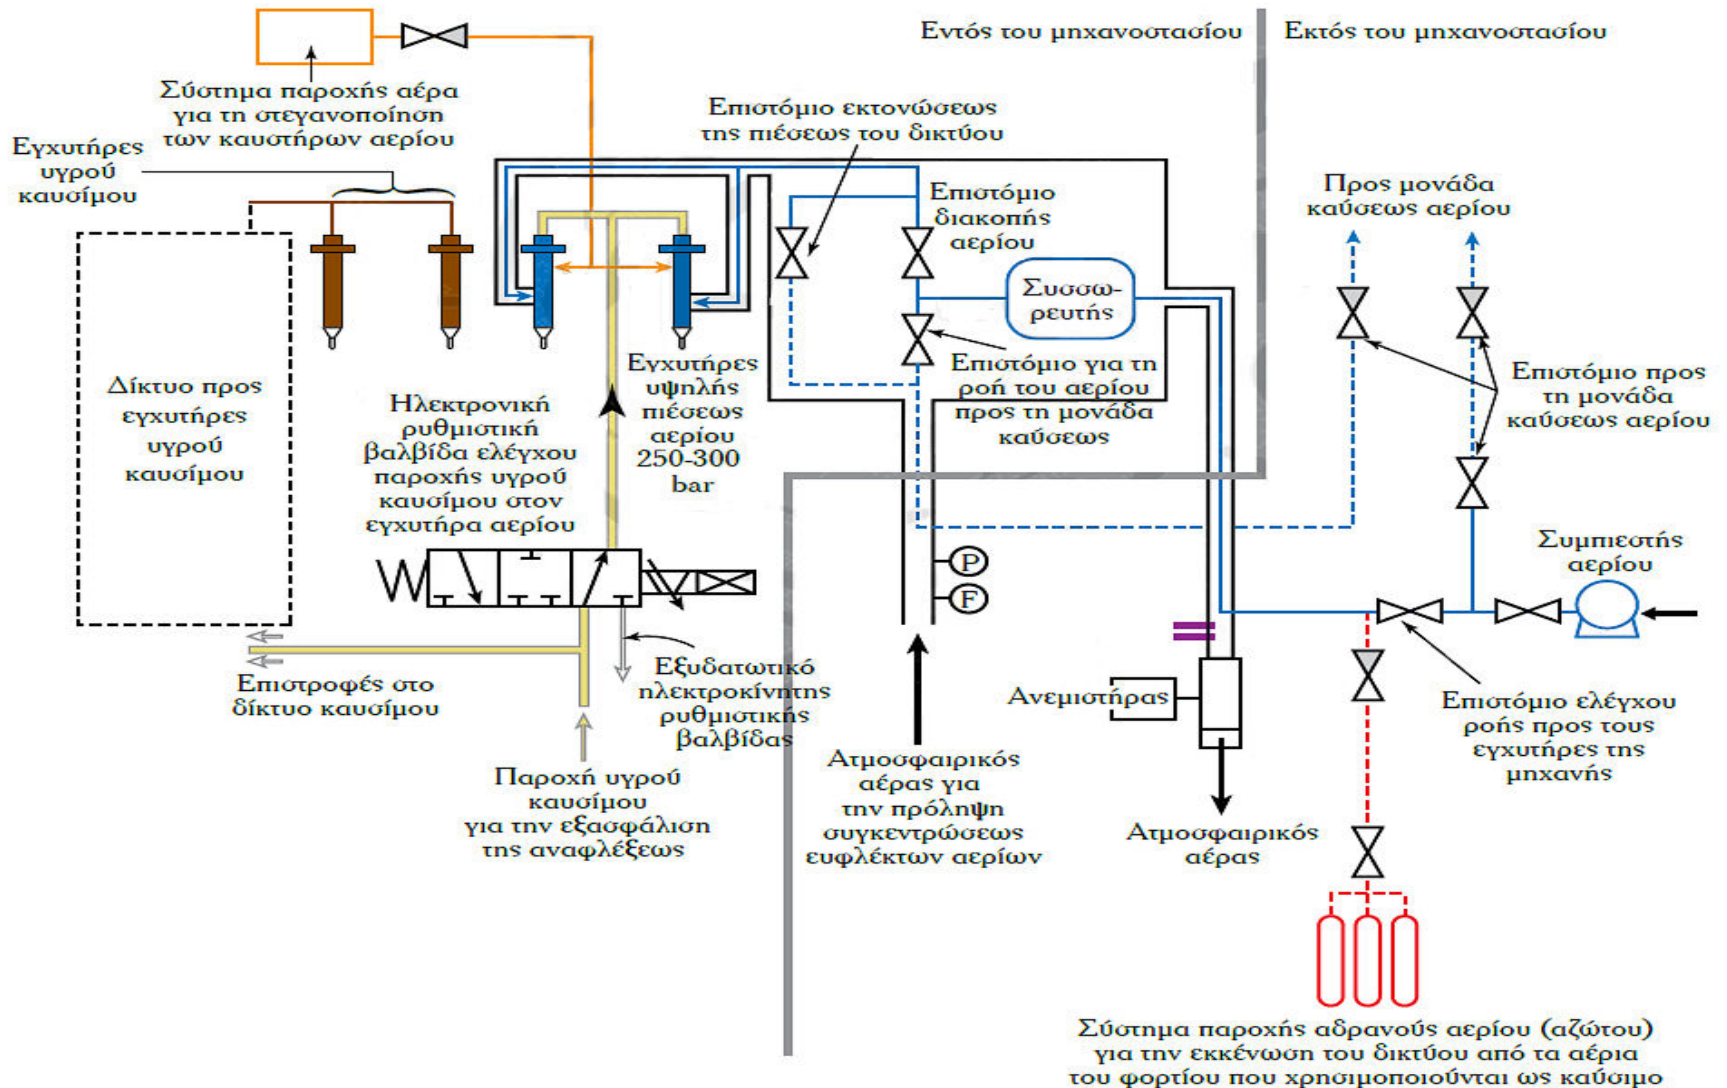 Εντός του μηχανοστασίου
Εκτός του μηχανοστασίου
Σύστημα παροχής αέρα
για τη στεγανοποίηση
των καυστήρων αερίου
Εγχυτήρες
υγρού
καυσίμου
Επιστόμιο εκτονώσεως
της πιέσεως του δικτύου
Επιστόμιο
διακοπής
αερίου
Προς μονάδα
καύσεως αερίου
Συσσω-
ρευτής
Δίκτυο προς
εγχυτήρες
υγρού
καυσίμου
Ηλεκτρονική
ρυθμιστική
βαλβίδα ελέγχου
παροχής υγρού
καυσίμου στον
εγχυτήρα αερίου
Εγχυτήρες
υψηλής
πιέσεως
αερίου
250-300
bar
Επιστόμιο για τη
ροή του αερίου
προς τη μονάδα
καύσεως
Επιστόμιο προς
τη μονάδα
καύσεως αερίου
Συμπιεστής
αερίου
P
F
Επιστροφές στο
δίκτυο καυσίμου
Εξυδατωτικό
ηλεκτροκίνητης
ρυθμιστικής
βαλβίδας
Ανεμιστήρας
Επιστόμιο ελέγχου
ροής προς τους
εγχυτήρες της
μηχανής
Παροχή υγρού
καυσίμου
για την εξασφάλιση
της αναφλέξεως
Ατμοσφαιρικός
αέρας για
την πρόληψη
συγκεντρώσεως
ευφλέκτων αερίων
Ατμοσφαιρικός
αέρας
Σύστημα παροχής αδρανούς αερίου (αζώτου)
για την εκκένωση του δικτύου από τα αέρια
του φορτίου που χρησιμοποιούνται ως καύσιμο